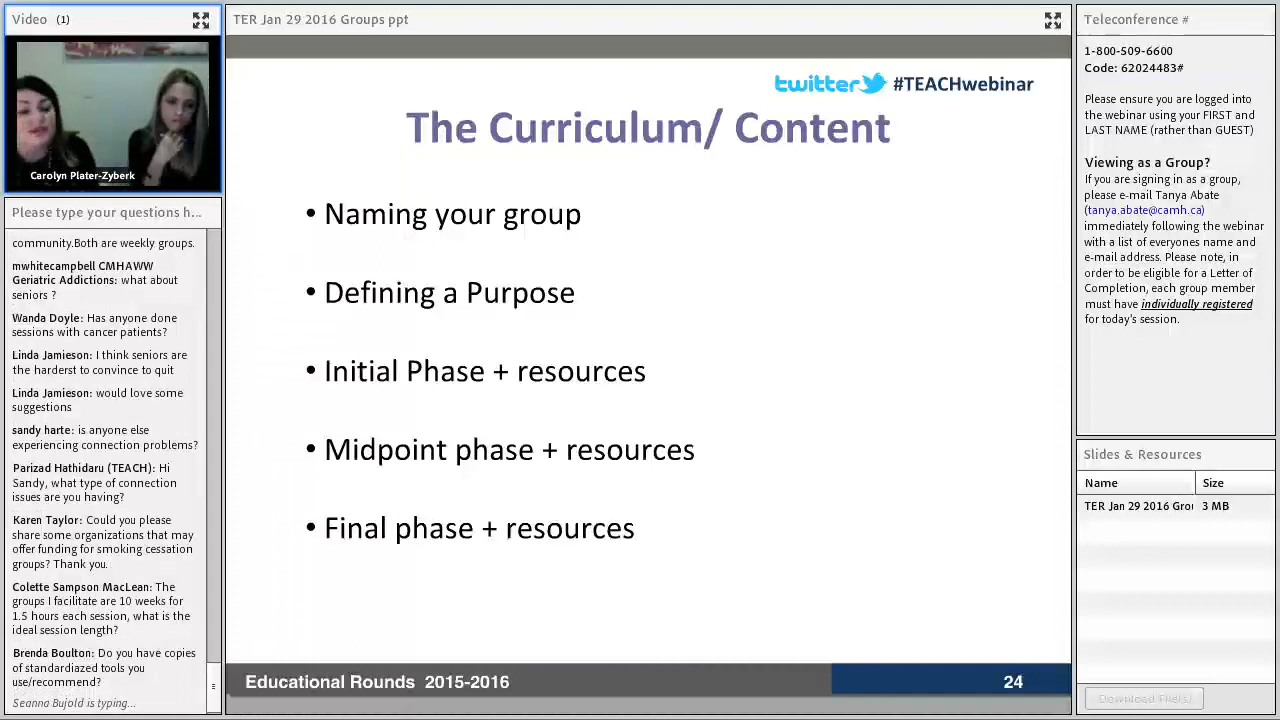 Video (1)
Carolyn Plater-Zyberk
Please type your questions h...
community.Both are weekly groups.
mwhitecampbell CMHAWW
Geriatric Addictions: what about
seniors ?
Wanda Doyle: Has anyone done
sessions with cancer patients?
Linda Jamieson: I think seniors are
the hardest to convince to quit
Linda Jamieson: would love some
suggestions
sandy harte: is anyone else
experiencing connection problems?
Parizad Hathidaru (TEACH): Hi
Sandy, what type of connection
issues are you having?
Karen Taylor: Could you please
share some organizations that may
offer funding for smoking cessation
groups? Thank you.
Colette Sampson MacLean: The
groups I facilitate are 10 weeks for
1.5 hours each session, what is the
ideal session length?
Brenda Boulton: Do you have copies
of standardiazed tools you
use/recommend?
Seanna Bujold is typing...
TER Jan 29 2016 Groups ppt
twitter #TEACHwebinar
The Curriculum/ Content
• Naming your group
• Defining a Purpose
• Initial Phase + resources
• Midpoint phase + resources
• Final phase + resources
Educational Rounds 2015-2016
24
Teleconference #
1-800-509-6600
Code: 62024483#
Please ensure you are logged into
the webinar using your FIRST and
LAST NAME (rather than GUEST)
Viewing as a Group?
If you are signing in as a group,
please e-mail Tanya Abate
(tanya.abate@camh.ca)
immediately following the webinar
with a list of everyones name and
e-mail address. Please note, in
order to be eligible for a Letter of
Completion, each group member
must have individually registered
for today's session.
Slides & Resources
Name Size
TER Jan 29 2016 Grou 3 MB
Download File(s)